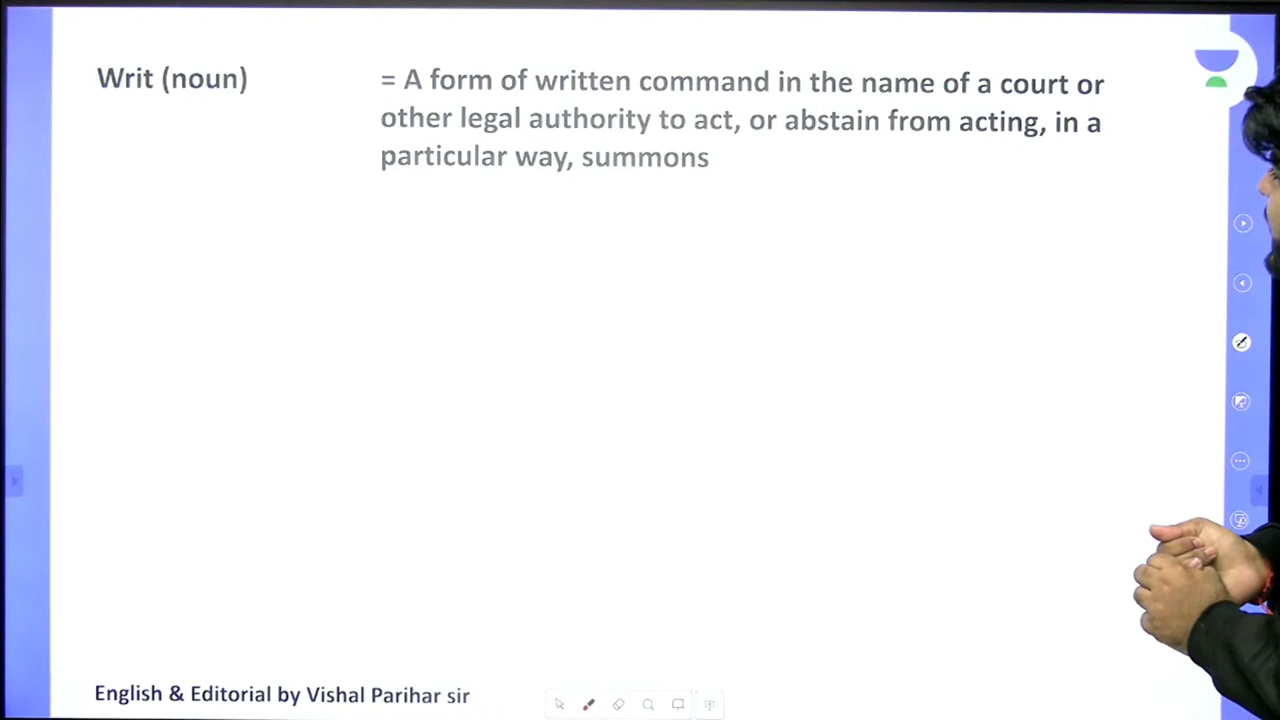 Writ (noun)
= A form of written command in the name of a court or
other legal authority to act, or abstain from acting, in a
particular way, summons
English & Editorial by Vishal Parihar sir